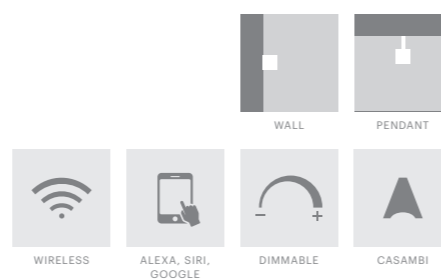 WALL
PENDANT
− +
WIRELESS
ALEXA, SIRI,
GOOGLE
DIMMABLE
CASAMBI